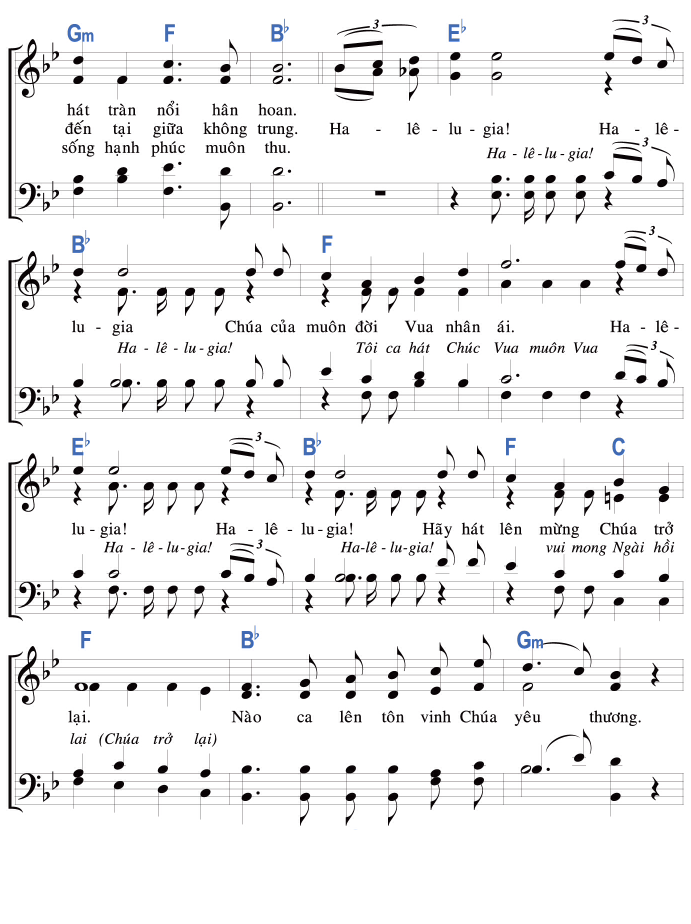 Gm F B♭ E♭
3 3
hát tràn nổi hân hoan.
đến tại giữa không trung. Ha - lê - lu - gia! Ha - lê -
sống hạnh phúc muôn thu.
Ha - lê - lu - gia!
3
B♭ F
3
lu - gia Chúa của muôn đời Vua nhân ái. Ha - lê -
Ha - lê - lu - gia! Tôi ca hát Chúc Vua muôn Vua
3
E♭ B♭ F C
3
lu - gia! Ha - lê - lu - gia! Hãy hát lên mừng Chúa trở
Ha - lê - lu - gia! Ha - lê - lu - gia! vui mong Ngài hồi
3
F B♭ Gm
lại. Nào ca lên tôn vinh Chúa yêu thương.
lai (Chúa trở lại)